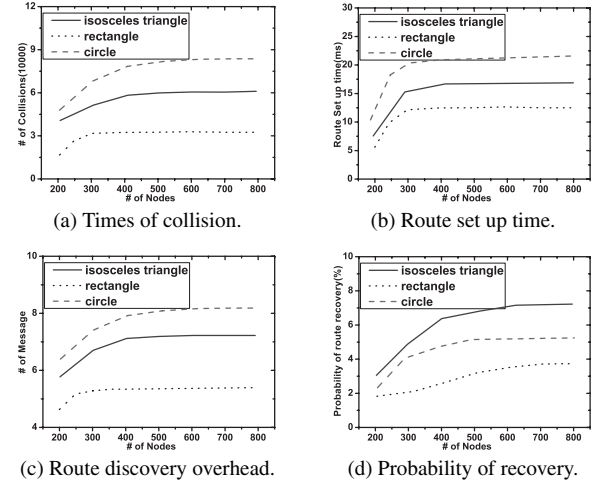 12
9
6
3
0
# of Collisions(10000)
isosceles triangle
rectangle
circle
200 300 400 500 600 700 800
# of Nodes
(a) Times of collision.
30
25
20
15
10
5
0
Route Set up time(ms)
isosceles triangle
rectangle
circle
200 300 400 500 600 700 800
# of Nodes
(b) Route set up time.
10
8
6
4
# of Message
isosceles triangle
rectangle
circle
200 300 400 500 600 700 800
# of Nodes
(c) Route discovery overhead.
10
8
6
4
2
0
Probability of route recovery(%)
isosceles triangle
rectangle
circle
200 300 400 500 600 700 800
# of Nodes
(d) Probability of recovery.